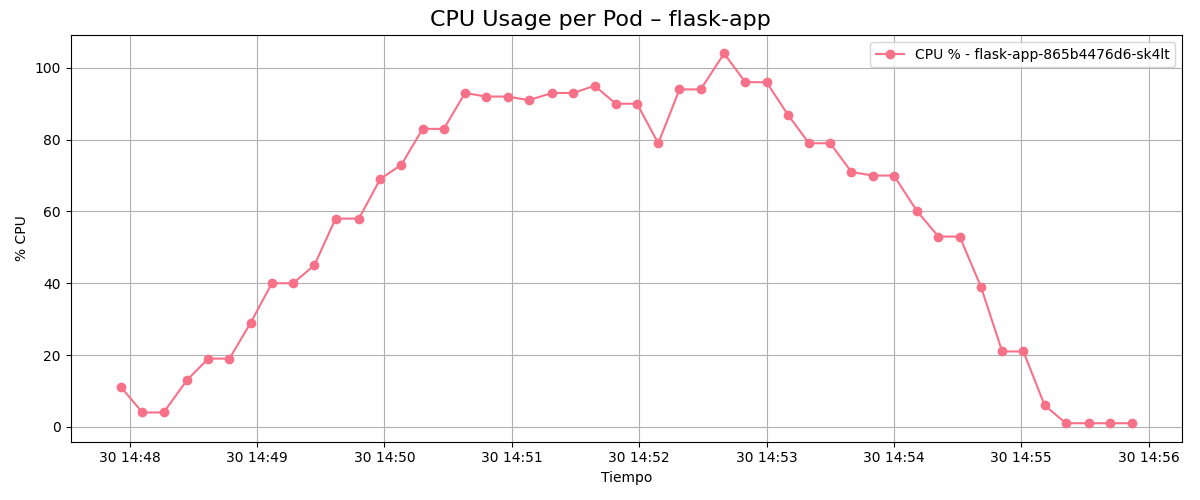 CPU Usage per Pod – flask-app
CPU % - flask-app-865b4476d6-sk4lt
% CPU
100
80
60
40
20
0
30 14:48 30 14:49 30 14:50 30 14:51 30 14:52 30 14:53 30 14:54 30 14:55 30 14:56
Tiempo